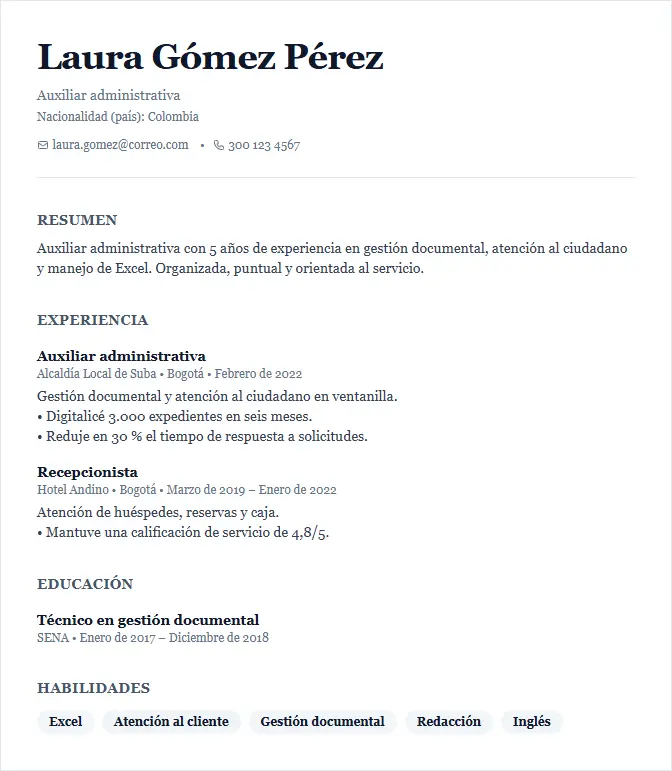 Laura Gómez Pérez
Auxiliar administrativa
Nacionalidad (país): Colombia
laura.gomez@correo.com • 300 123 4567
RESUMEN
Auxiliar administrativa con 5 años de experiencia en gestión documental, atención al ciudadano
y manejo de Excel. Organizada, puntual y orientada al servicio.
EXPERIENCIA
Auxiliar administrativa
Alcaldía Local de Suba • Bogotá • Febrero de 2022
Gestión documental y atención al ciudadano en ventanilla.
• Digitalicé 3.000 expedientes en seis meses.
• Reduje en 30 % el tiempo de respuesta a solicitudes.
Recepcionista
Hotel Andino • Bogotá • Marzo de 2019 – Enero de 2022
Atención de huéspedes, reservas y caja.
• Mantuve una calificación de servicio de 4,8/5.
EDUCACIÓN
Técnico en gestión documental
SENA • Enero de 2017 – Diciembre de 2018
HABILIDADES
Excel Atención al cliente Gestión documental Redacción Inglés